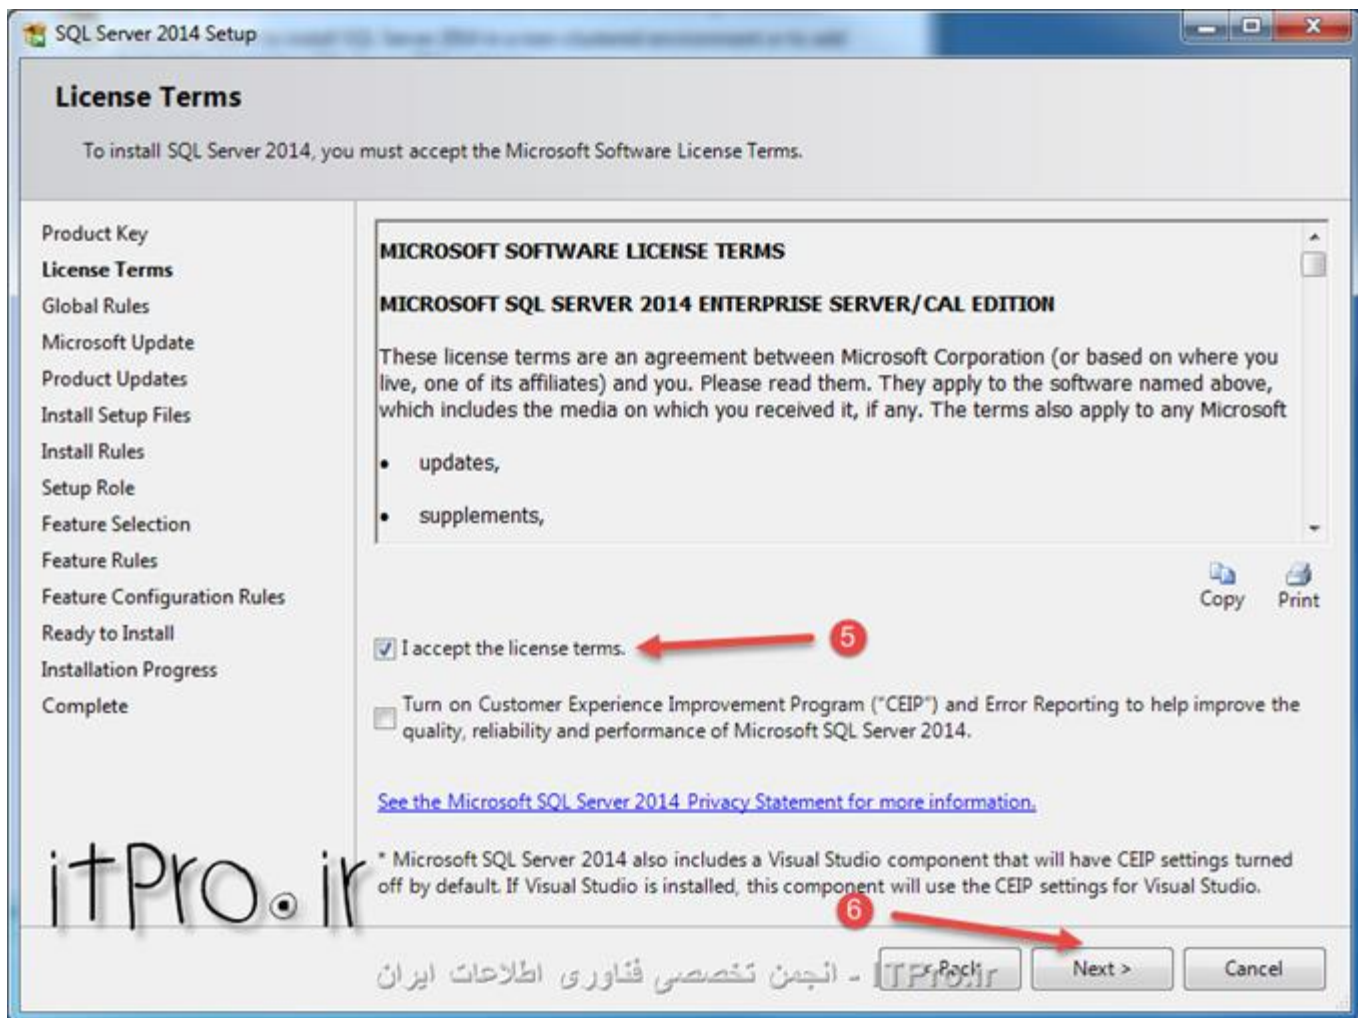 SQL Server 2014 Setup
License Terms
To install SQL Server 2014, you must accept the Microsoft Software License Terms.
Product Key
License Terms
Global Rules
Microsoft Update
Product Updates
Install Setup Files
Install Rules
Setup Role
Feature Selection
Feature Rules
Feature Configuration Rules
Ready to Install
Installation Progress
Complete
MICROSOFT SOFTWARE LICENSE TERMS
MICROSOFT SQL SERVER 2014 ENTERPRISE SERVER/CAL EDITION
These license terms are an agreement between Microsoft Corporation (or based on where you
live, one of its affiliates) and you. Please read them. They apply to the software named above,
which includes the media on which you received it, if any. The terms also apply to any Microsoft
• updates,
• supplements,
Copy Print
I accept the license terms.
5
Turn on Customer Experience Improvement Program ("CEIP") and Error Reporting to help improve the
quality, reliability and performance of Microsoft SQL Server 2014.
See the Microsoft SQL Server 2014 Privacy Statement for more information.
* Microsoft SQL Server 2014 also includes a Visual Studio component that will have CEIP settings turned
off by default. If Visual Studio is installed, this component will use the CEIP settings for Visual Studio.
6
itPro.ir
ITPro.ir - انجمن تخصصی فناوری اطلاعات ایران
< Back Next > Cancel